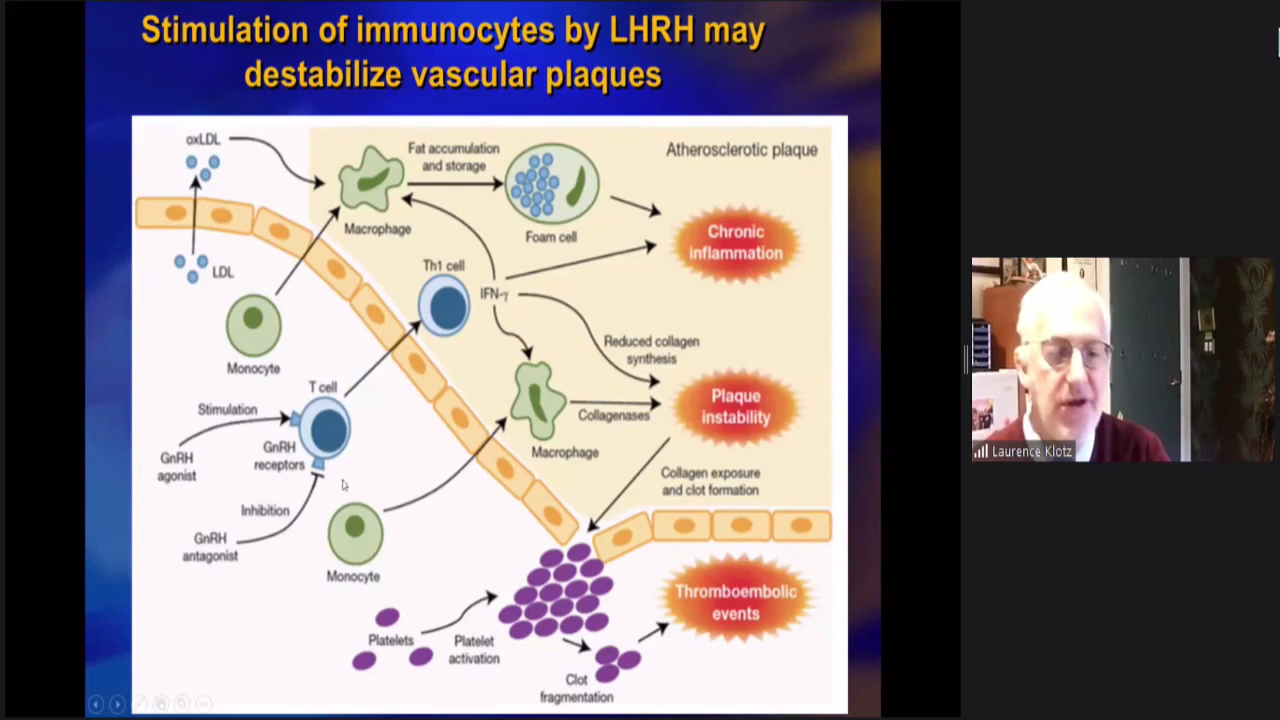 Stimulation of immunocytes by LHRH may
destabilize vascular plaques
oxLDL
Fat accumulation
and storage
Atherosclerotic plaque
Macrophage
Foam cell
Chronic
inflammation
LDL
Th1 cell
IFN-γ
Monocyte
Reduced collagen
synthesis
T cell
Stimulation
GnRH
receptors
GnRH
agonist
Plaque
instability
Collagenases
Macrophage
Collagen exposure
and clot formation
Inhibition
GnRH
antagonist
Monocyte
Thromboembolic
events
Platelets
Platelet
activation
Clot
fragmentation
Laurence Klotz